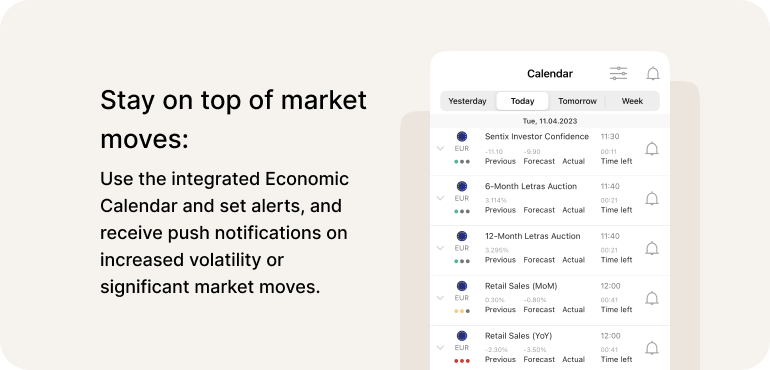 Stay on top of market
moves:
Use the integrated Economic
Calendar and set alerts, and
receive push notifications on
increased volatility or
significant market moves.
Calendar
Yesterday Today Tomorrow Week
Tue, 11.04.2023
Sentix Investor Confidence 11:30
EUR -11.10 -9.90 00:11
Previous Forecast Actual Time left
6-Month Letras Auction 11:40
EUR 3.114% 00:21
Previous Forecast Actual Time left
12-Month Letras Auction 11:40
EUR 3.295% 00:21
Previous Forecast Actual Time left
Retail Sales (MoM) 12:00
EUR 0.30% -0.80% 00:41
Previous Forecast Actual Time left
Retail Sales (YoY) 12:00
EUR -2.30% -3.50% 00:41
Previous Forecast Actual Time left